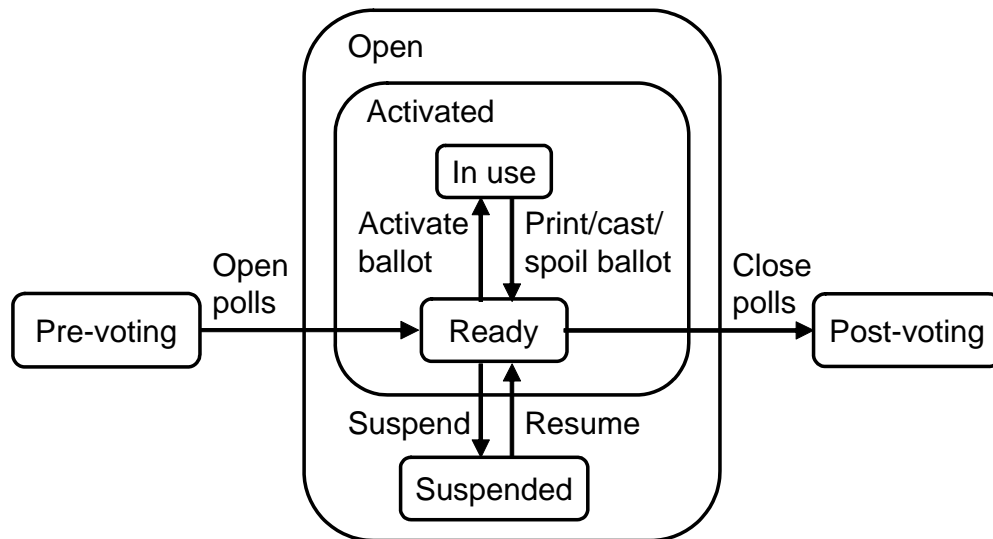 Open
Activated
In use
Activate
ballot
Print/cast/
spoil ballot
Open
polls
Close
polls
Pre-voting
Ready
Post-voting
Suspend
Resume
Suspended